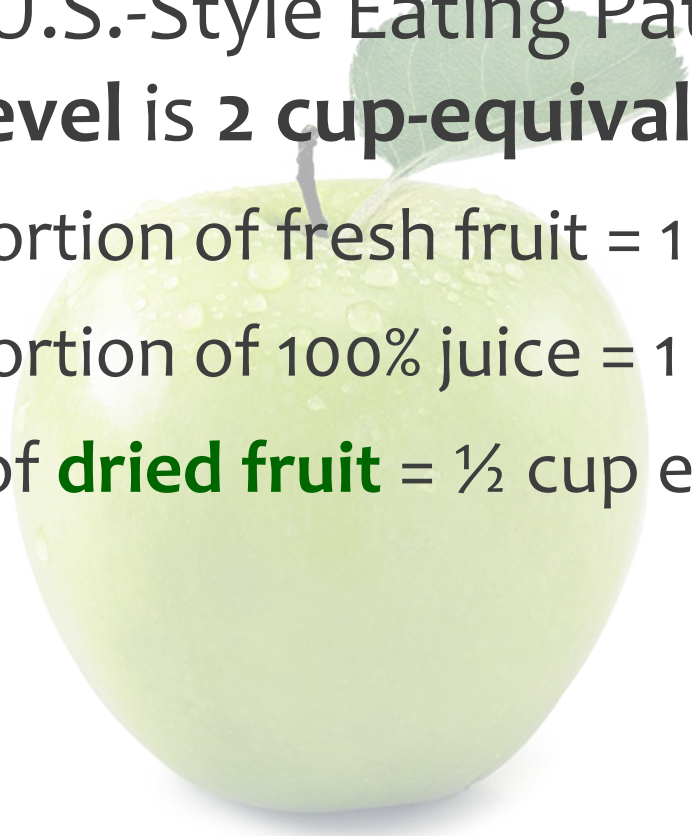 U.S.-Style Eating Pat
evel is 2 cup-equival
ortion of fresh fruit = 1
ortion of 100% juice = 1
of dried fruit = ½ cup e